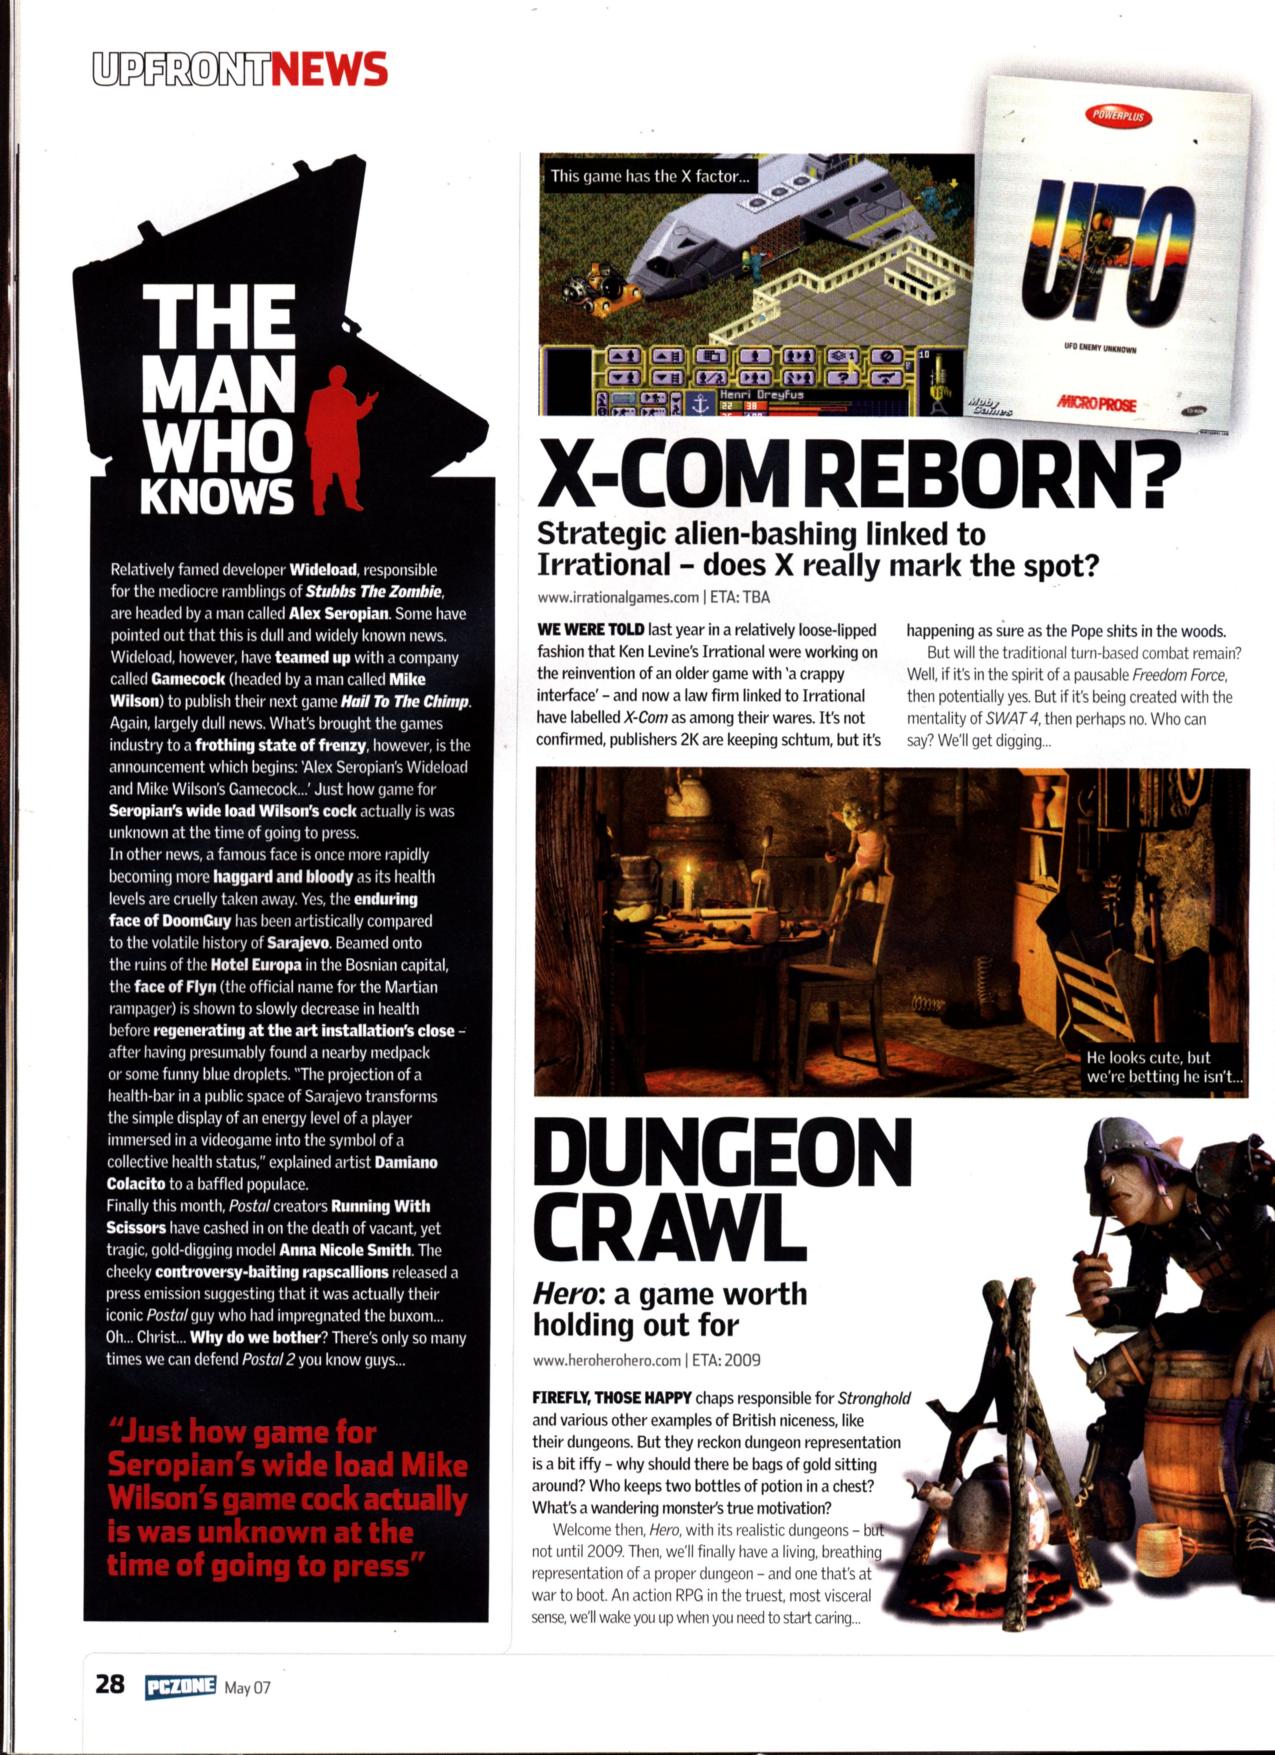 UPFRONTNEWS
THE
MAN
WHO
KNOWS
Relatively famed developer Wideload, responsible
for the mediocre ramblings of Stubbs The Zombie,
are headed by a man called Alex Seropian. Some have
pointed out that this is dull and widely known news.
Wideload, however, have teamed up with a company
called Gamecock (headed by a man called Mike
Wilson) to publish their next game Hail To The Chimp.
Again, largely dull news. What's brought the games
industry to a frothing state of frenzy, however, is the
announcement which begins: 'Alex Seropian's Wideload
and Mike Wilson's Gamecock...' Just how game for
Seropian's wide load Wilson's cock actually is was
unknown at the time of going to press.
In other news, a famous face is once more rapidly
becoming more haggard and bloody as its health
levels are cruelly taken away. Yes, the enduring
face of DoomGuy has been artistically compared
to the volatile history of Sarajevo. Beamed onto
the ruins of the Hotel Europa in the Bosnian capital,
the face of Flyn (the official name for the Martian
rampager) is shown to slowly decrease in health
before regenerating at the art installation's close –
after having presumably found a nearby medpack
or some funny blue droplets. "The projection of a
health-bar in a public space of Sarajevo transforms
the simple display of an energy level of a player
immersed in a videogame into the symbol of a
collective health status," explained artist Damiano
Colacito to a baffled populace.
Finally this month, Postal creators Running With
Scissors have cashed in on the death of vacant, yet
tragic, gold-digging model Anna Nicole Smith. The
cheeky controversy-baiting rapscallions released a
press emission suggesting that it was actually their
iconic Postal guy who had impregnated the buxom...
Oh... Christ... Why do we bother? There's only so many
times we can defend Postal 2 you know guys...
"Just how game for
Seropian's wide load Mike
Wilson's game cock actually
is was unknown at the
time of going to press"
This game has the X factor...
Henri Dreyfus
22 38
10
POWERPLUS
UFO
UFO ENEMY UNKNOWN
MICROPROSE
Moby
Games
X-COM REBORN?
Strategic alien-bashing linked to
Irrational – does X really mark the spot?
www.irrationalgames.com | ETA: TBA
WE WERE TOLD last year in a relatively loose-lipped
fashion that Ken Levine's Irrational were working on
the reinvention of an older game with 'a crappy
interface' – and now a law firm linked to Irrational
have labelled X-Com as among their wares. It's not
confirmed, publishers 2K are keeping schtum, but it's
happening as sure as the Pope shits in the woods.
But will the traditional turn-based combat remain?
Well, if it's in the spirit of a pausable Freedom Force,
then potentially yes. But if it's being created with the
mentality of SWAT 4, then perhaps no. Who can
say? We'll get digging...
He looks cute, but
we're betting he isn't...
DUNGEON
CRAWL
Hero: a game worth
holding out for
www.heroherohero.com | ETA: 2009
FIREFLY, THOSE HAPPY chaps responsible for Stronghold
and various other examples of British niceness, like
their dungeons. But they reckon dungeon representation
is a bit iffy – why should there be bags of gold sitting
around? Who keeps two bottles of potion in a chest?
What's a wandering monster's true motivation?
Welcome then, Hero, with its realistic dungeons – but
not until 2009. Then, we'll finally have a living, breathing
representation of a proper dungeon – and one that's at
war to boot. An action RPG in the truest, most visceral
sense, we'll wake you up when you need to start caring...
28 PCZONE May 07